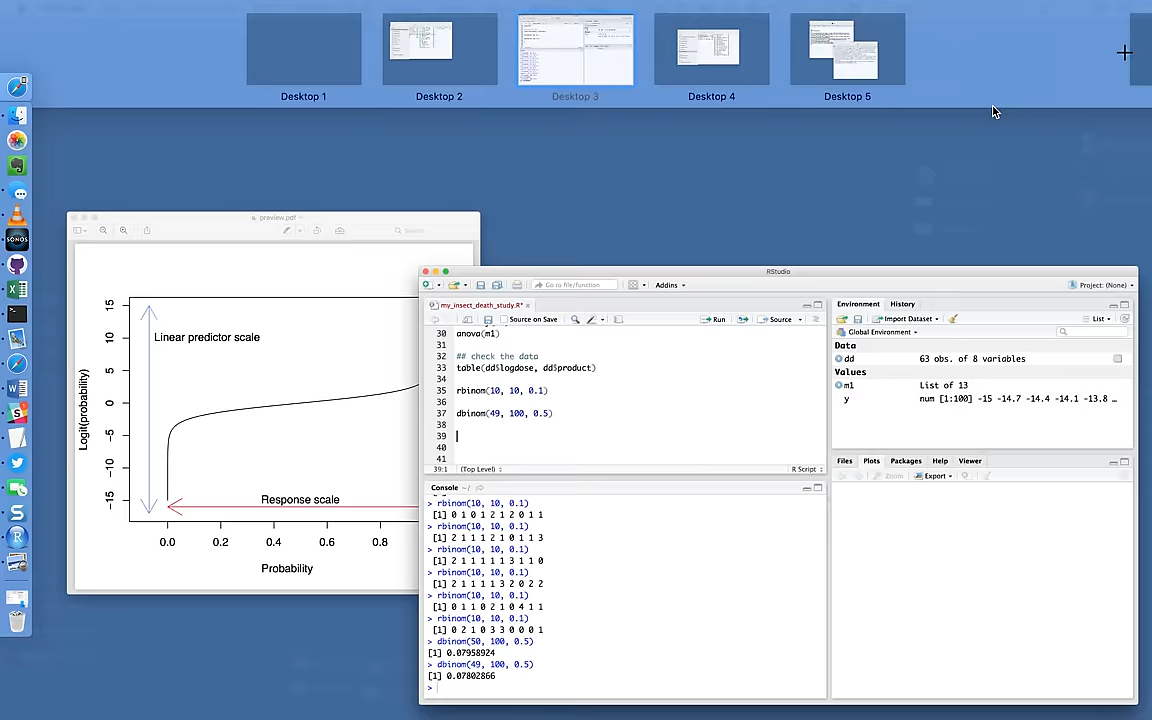 Desktop 1
Desktop 2
Desktop 3
Desktop 4
Desktop 5
SONOS
preview.pdf
Search
15
10
5
0
−5
−10
−15
Logit(probability)
Linear predictor scale
Response scale
0.0 0.2 0.4 0.6 0.8
Probability
RStudio
Go to file/function
Addins
Project: (None)
my_insect_death_study.R*
Source on Save
Run
Source
30 anova(m1)
31
32 ## check the data
33 table(dd$logdose, dd$product)
34
35 rbinom(10, 10, 0.1)
36
37 dbinom(49, 100, 0.5)
38
39
40
41
39:1 (Top Level) R Script
Console ~/
> rbinom(10, 10, 0.1)
[1] 0 1 0 1 2 1 2 0 1 1
> rbinom(10, 10, 0.1)
[1] 2 1 1 1 2 1 0 1 1 3
> rbinom(10, 10, 0.1)
[1] 2 1 1 1 1 1 3 1 1 0
> rbinom(10, 10, 0.1)
[1] 2 1 1 1 1 3 2 0 2 2
> rbinom(10, 10, 0.1)
[1] 0 1 1 0 2 1 0 4 1 1
> rbinom(10, 10, 0.1)
[1] 0 2 1 0 3 3 0 0 0 1
> dbinom(50, 100, 0.5)
[1] 0.07958924
> dbinom(49, 100, 0.5)
[1] 0.07802866
>
Environment History
Import Dataset
List
Global Environment
Data
dd 63 obs. of 8 variables
Values
m1 List of 13
y num [1:100] -15 -14.7 -14.4 -14.1 -13.8 …
Files Plots Packages Help Viewer
Zoom Export